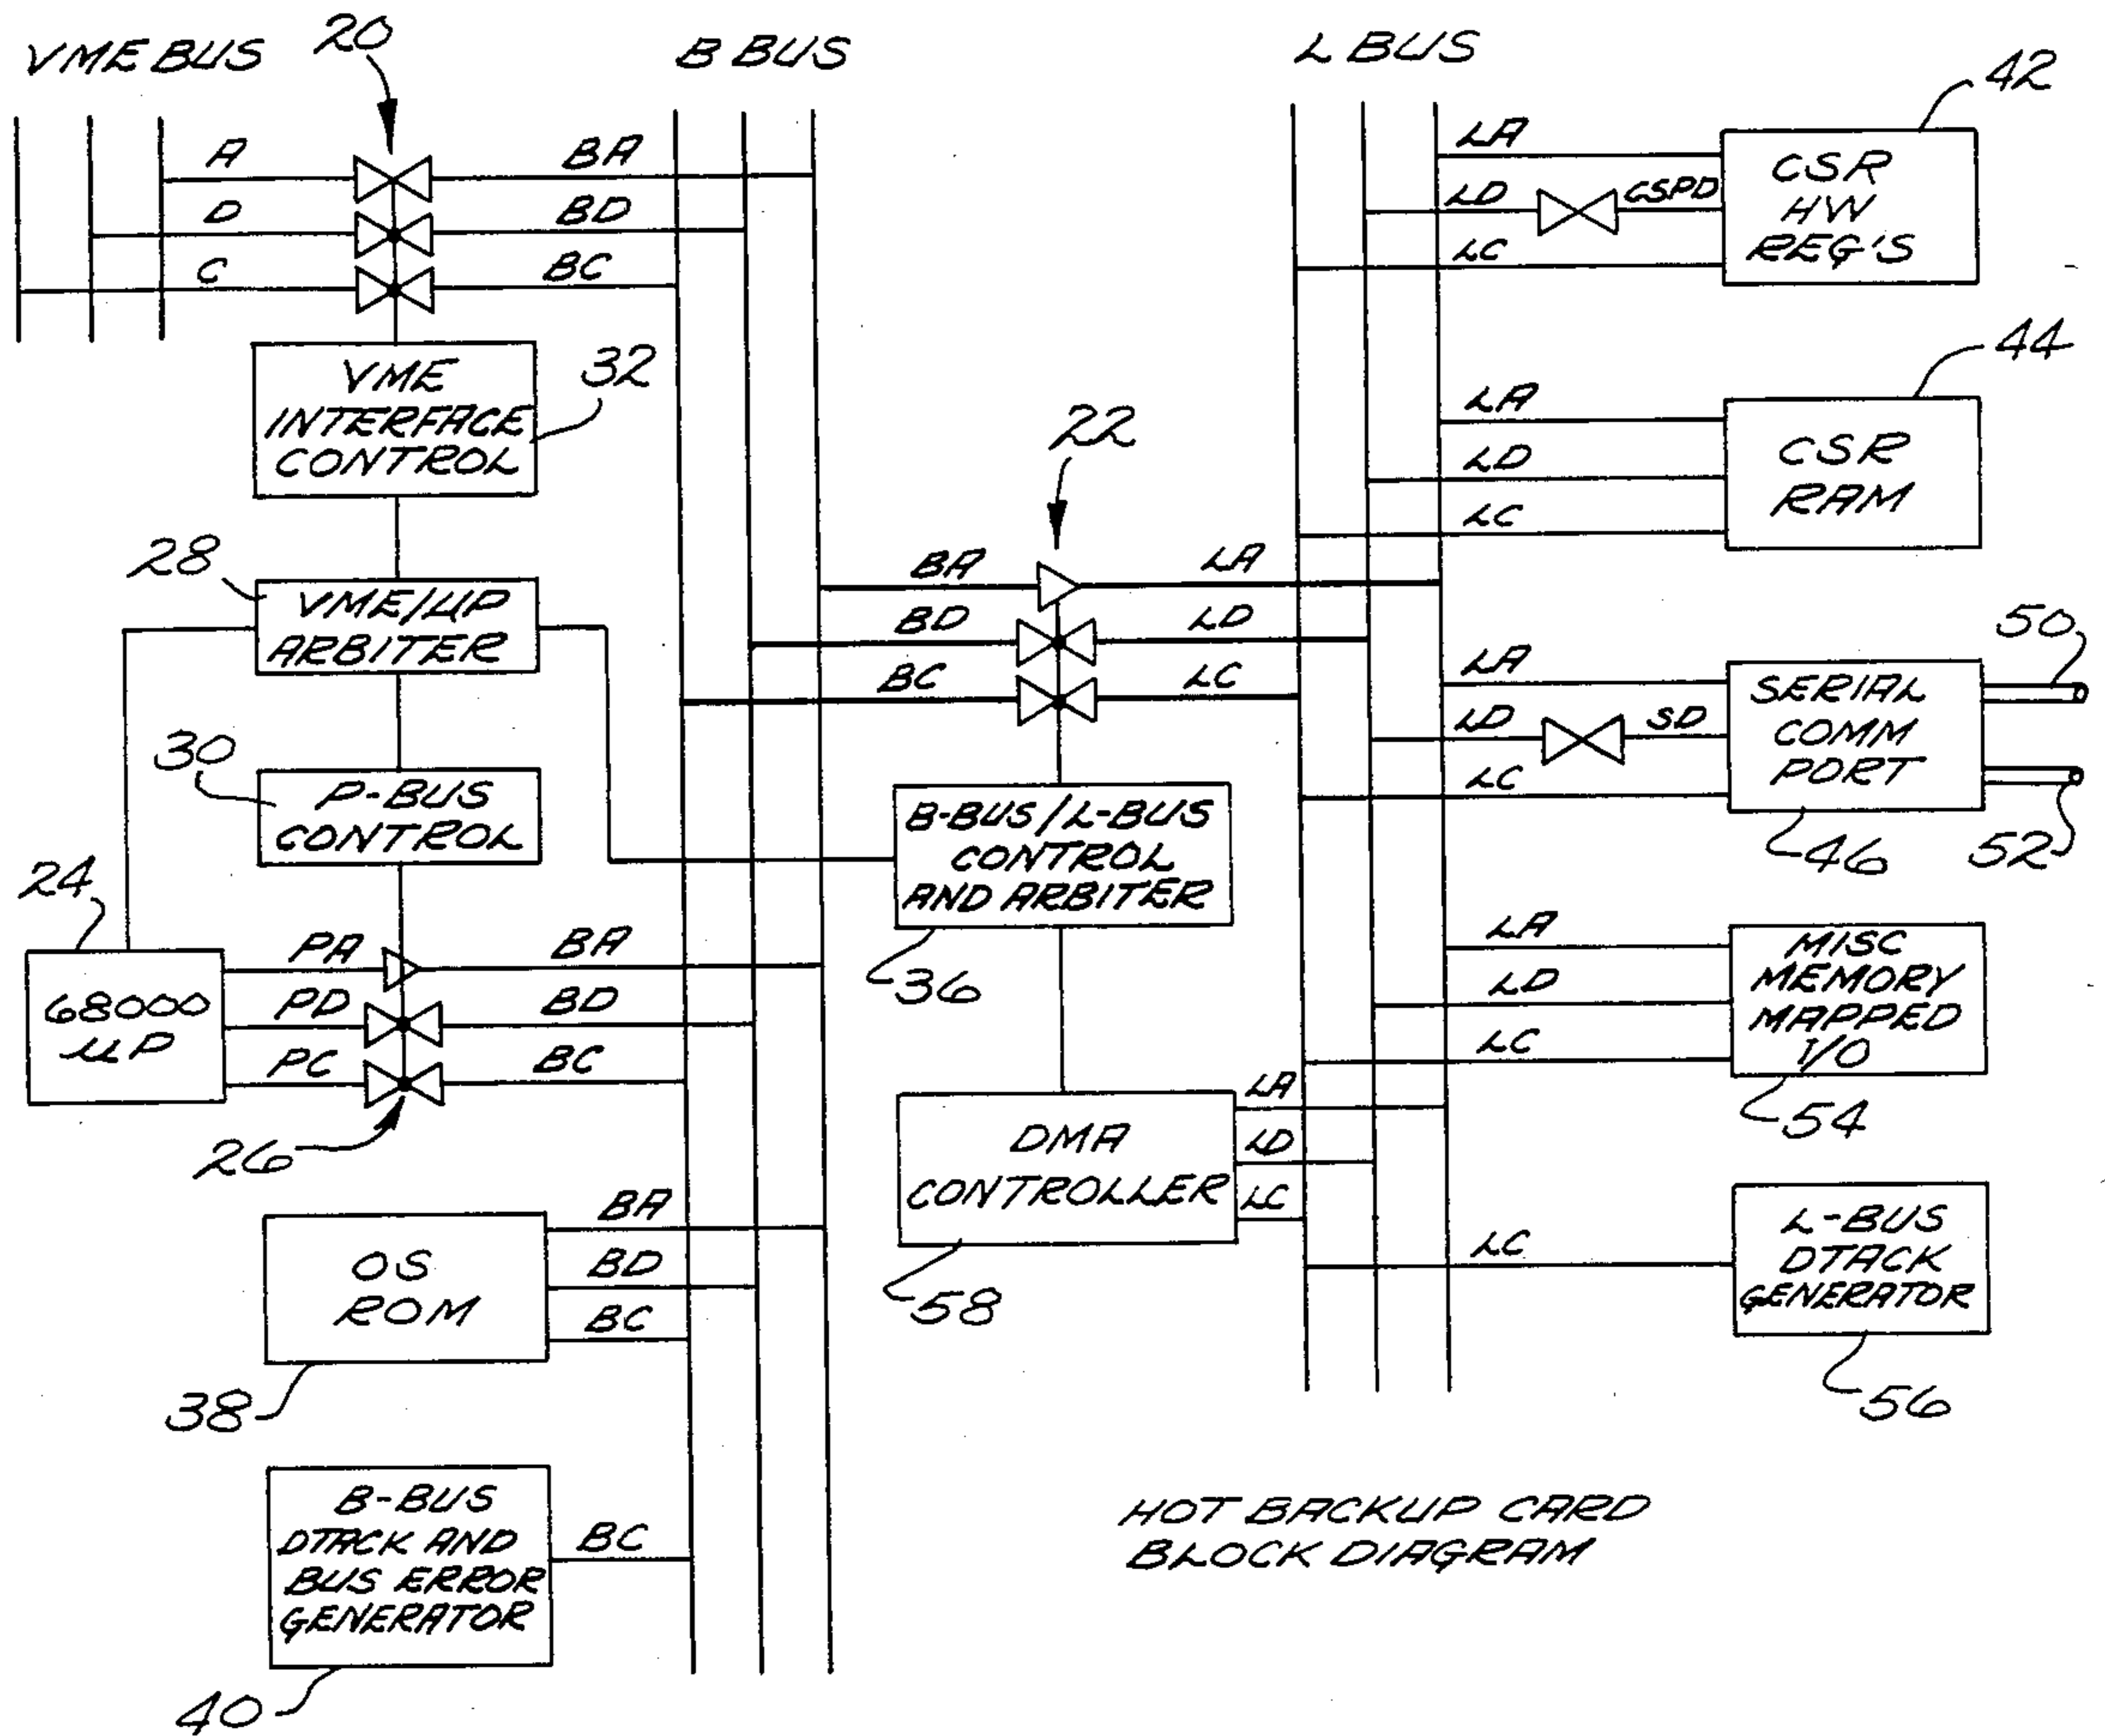 VME BUS
20
B BUS
L BUS
42
A
BA
D
BD
C
BC
LA
LD
CSPD
LC
CSR
HW
REG'S
VME
INTERFACE
CONTROL
32
44
LA
LD
LC
CSR
RAM
22
28
VME/µP
ARBITER
BA
LA
BD
LD
BC
LC
50
LA
LD
SD
LC
SERIAL
COMM
PORT
46
52
30
P-BUS
CONTROL
B-BUS/L-BUS
CONTROL
AND ARBITER
36
24
68000
µP
PA
BA
PD
BD
PC
BC
26
LA
LD
LC
MISC
MEMORY
MAPPED
I/O
54
DMA
CONTROLLER
LA
LD
LC
58
OS
ROM
BA
BD
BC
38
LC
L-BUS
DTACK
GENERATOR
56
B-BUS
DTACK AND
BUS ERROR
GENERATOR
BC
40
HOT BACKUP CARD
BLOCK DIAGRAM